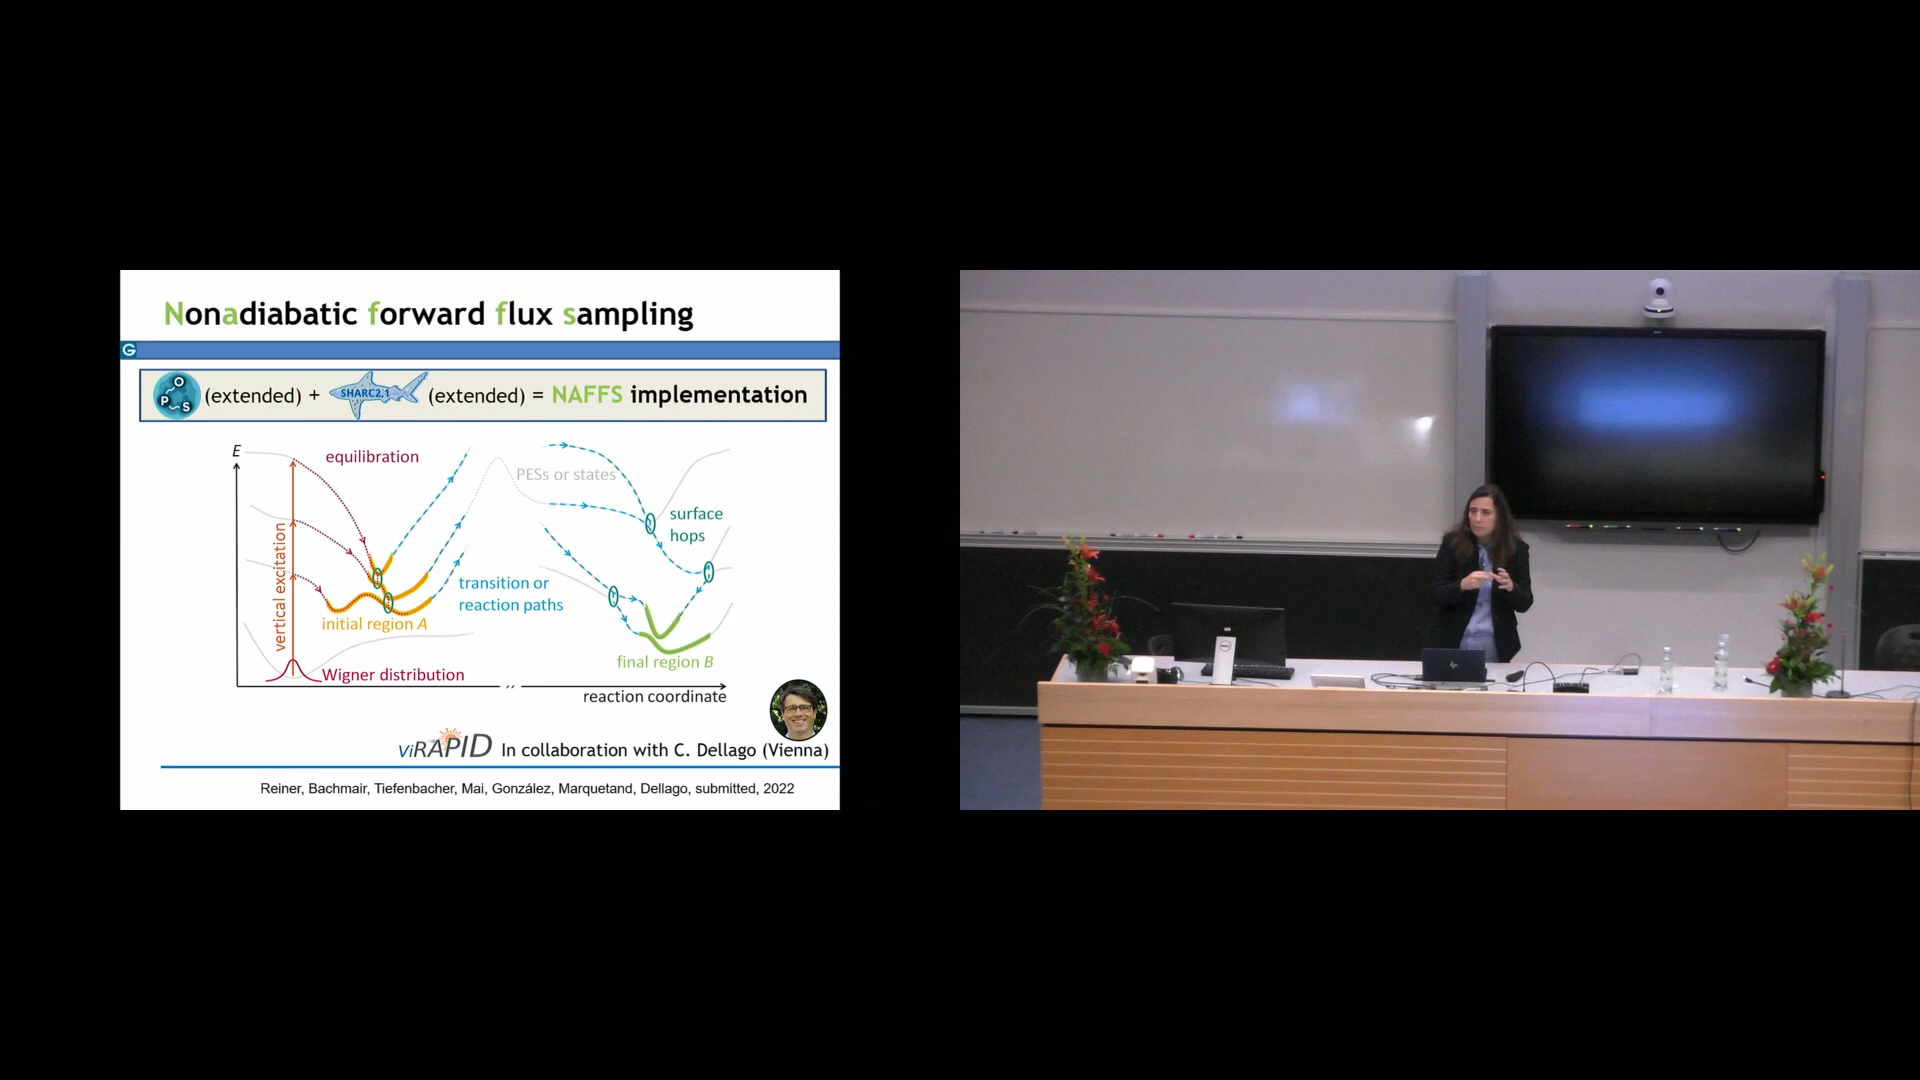 Nonadiabatic forward flux sampling
G
O P S (extended) + SHARC2.1 (extended) = NAFFS implementation
E
equilibration
PESs or states
surface
hops
vertical excitation
transition or
reaction paths
initial region A
final region B
Wigner distribution
reaction coordinate
ViRAPID In collaboration with C. Dellago (Vienna)
Reiner, Bachmair, Tiefenbacher, Mai, González, Marquetand, Dellago, submitted, 2022
DELL
hp